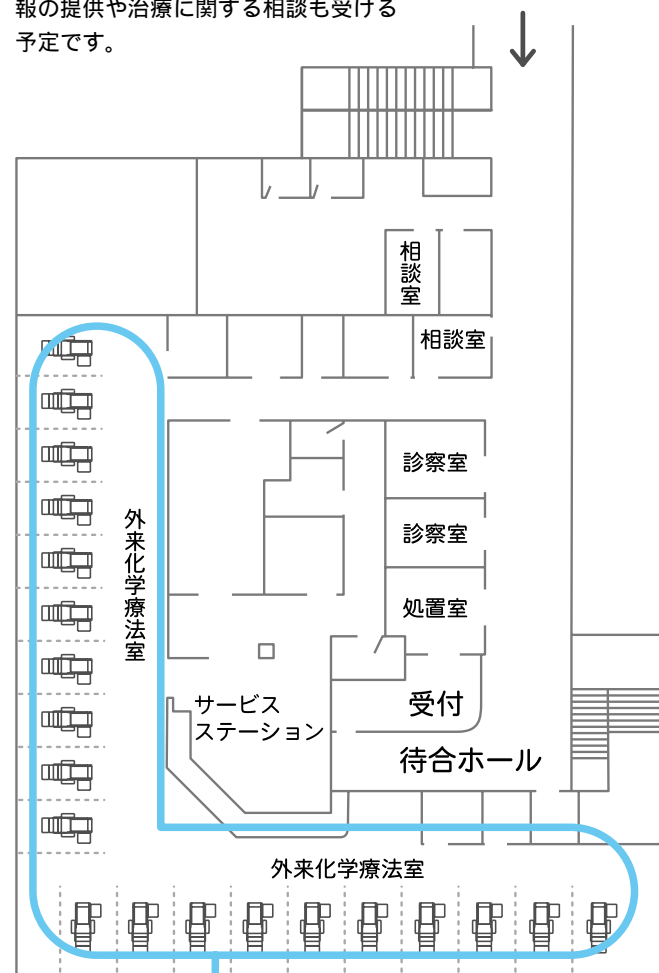 報の提供や治療に関する相談も受ける
予定です。
相談室
相談室
診察室
診察室
外来化学療法室
処置室
サービス
ステーション
受付
待合ホール
外来化学療法室